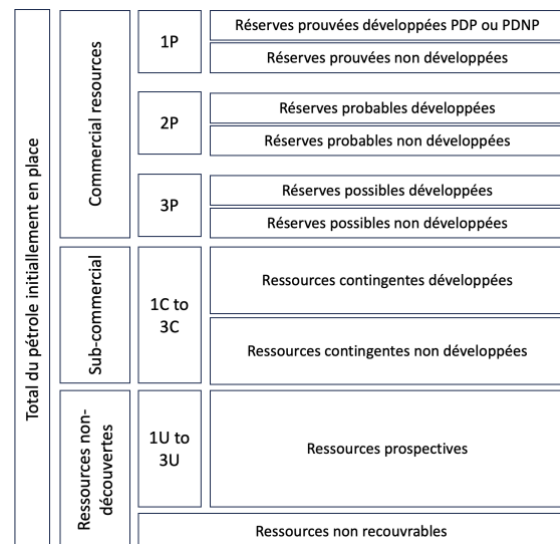 Total du pétrole initiallement en place
Commercial resources
1P
Réserves prouvées développées PDP ou PDNP
Réserves prouvées non développées
2P
Réserves probables développées
Réserves probables non développées
3P
Réserves possibles développées
Réserves possibles non développées
Sub-commercial
1C to
3C
Ressources contingentes développées
Ressources contingentes non développées
Ressources non-
découvertes
1U to
3U
Ressources prospectives
Ressources non recouvrables